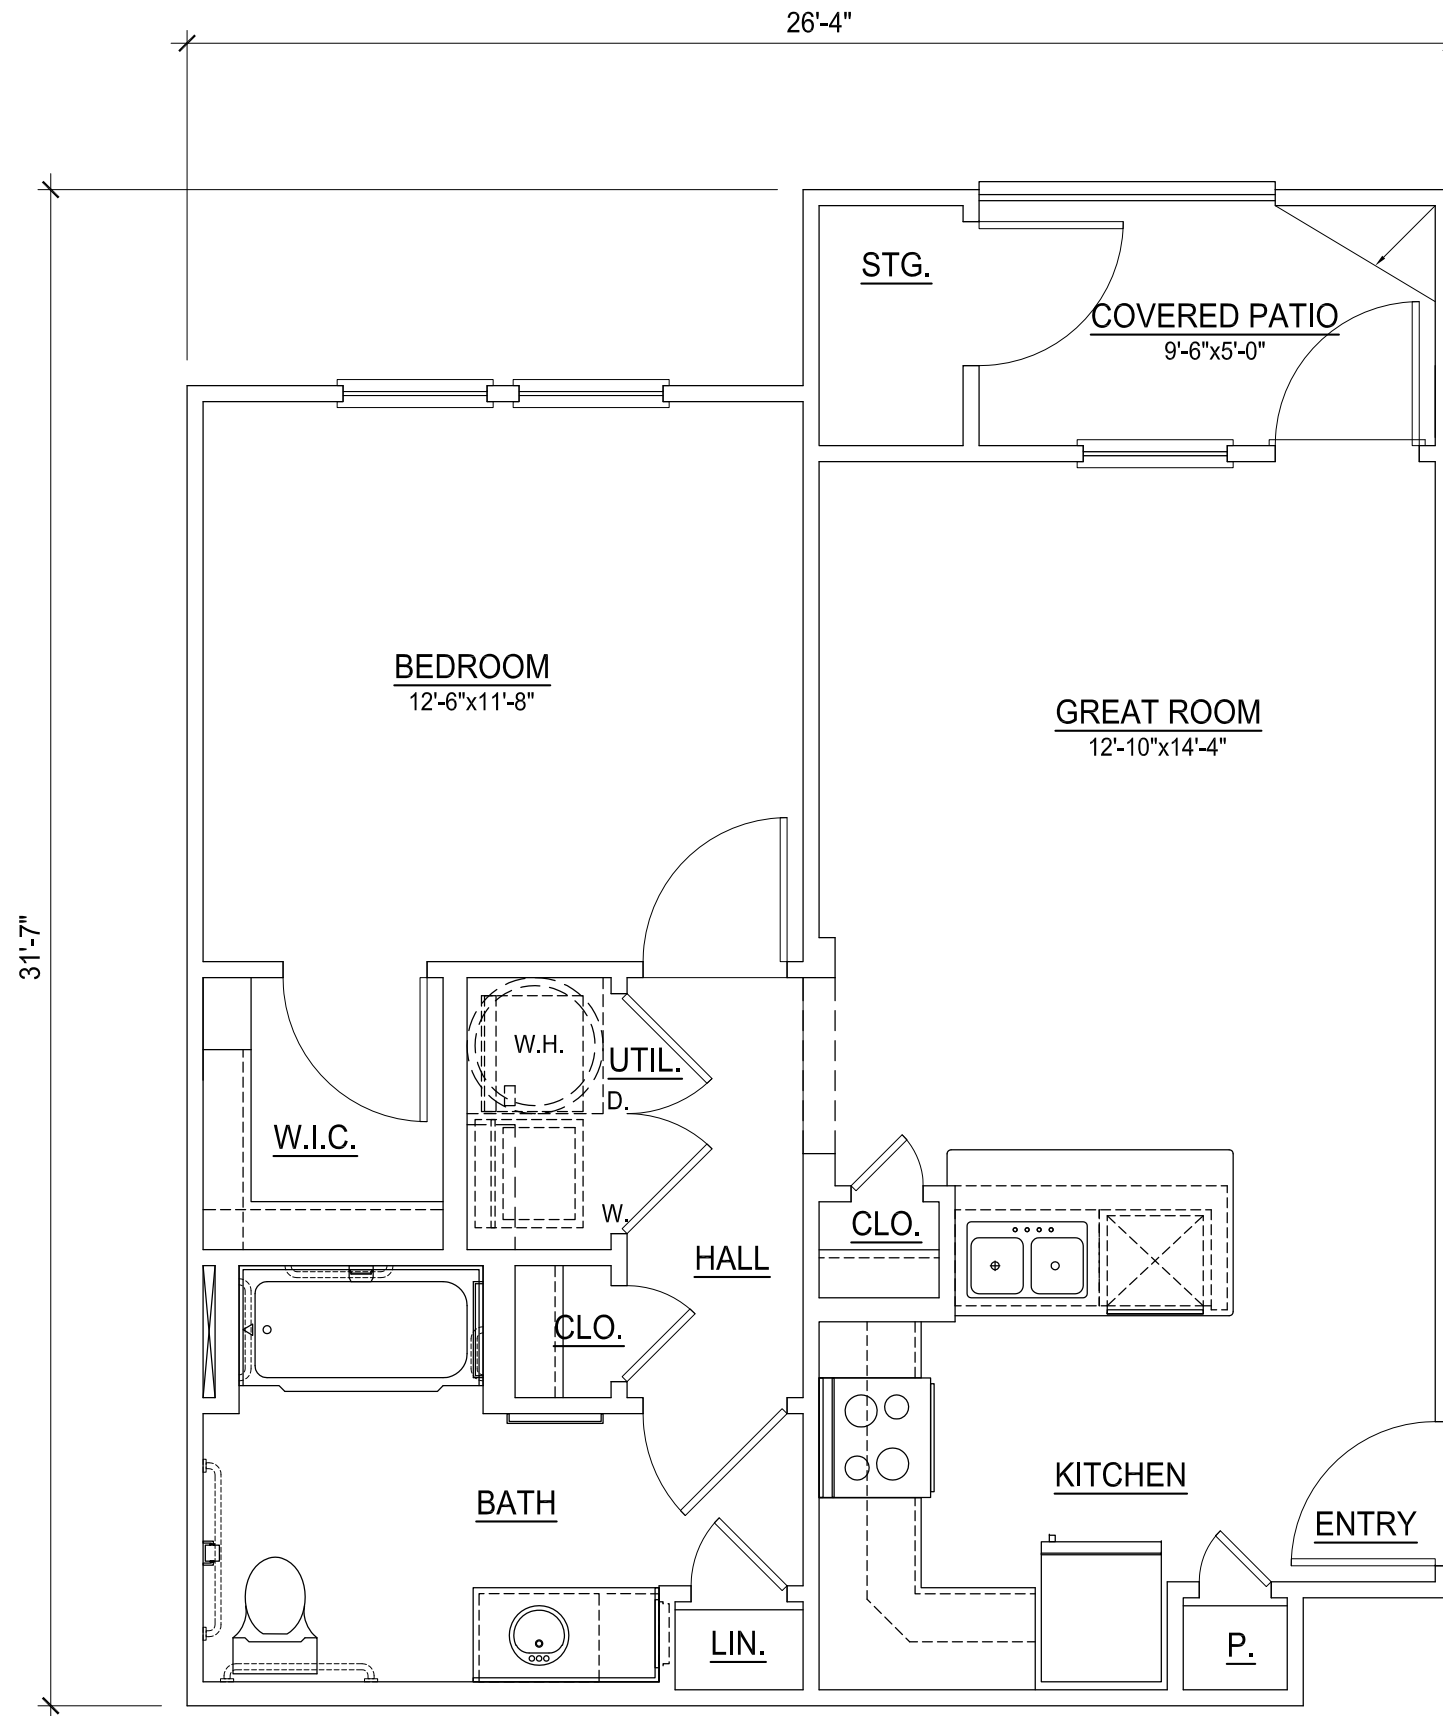 26'-4"
STG.
COVERED PATIO
9'-6"x5'-0"
BEDROOM
12'-6"x11'-8"
GREAT ROOM
12'-10"x14'-4"
31'-7"
W.H.
UTIL.
D.
W.I.C.
W.
CLO.
HALL
CLO.
KITCHEN
BATH
ENTRY
LIN.
P.